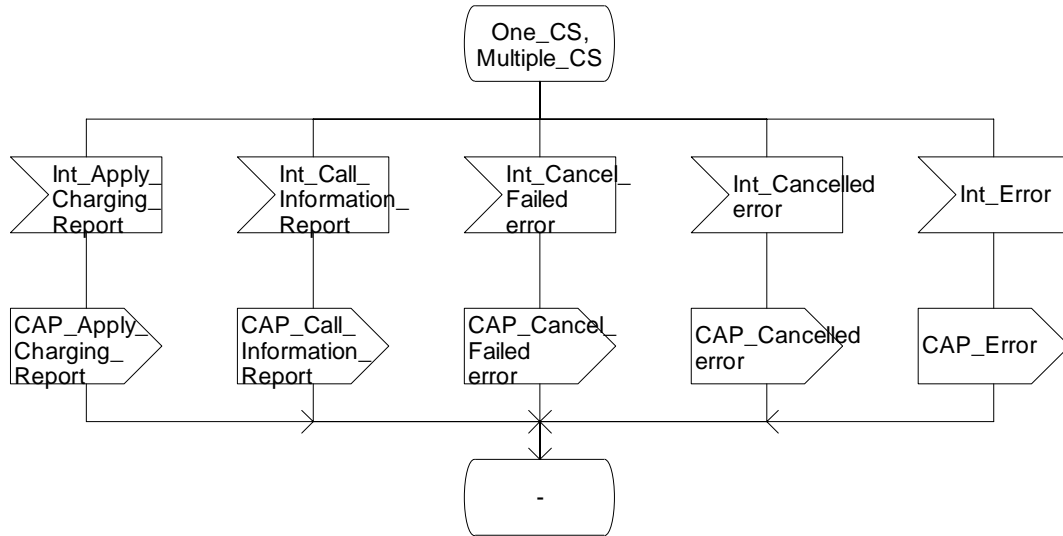 One_CS,
Multiple_CS
Int_Apply_
Charging_
Report
Int_Call_
Information_
Report
Int_Cancel_
Failed
error
Int_Cancelled
error
Int_Error
CAP_Apply_
Charging_
Report
CAP_Call_
Information_
Report
CAP_Cancel_
Failed
error
CAP_Cancelled
error
CAP_Error
-